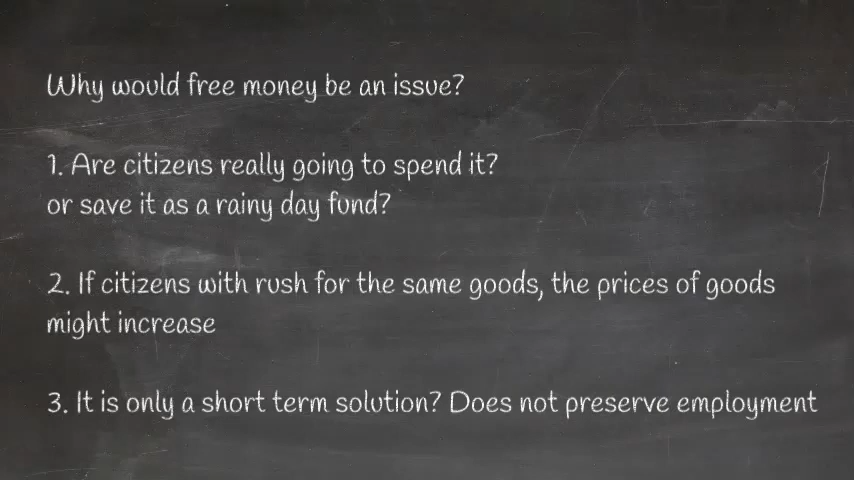 Why would free money be an issue?
1. Are citizens really going to spend it?
or save it as a rainy day fund?
2. If citizens with rush for the same goods, the prices of goods
might increase
3. It is only a short term solution? Does not preserve employment